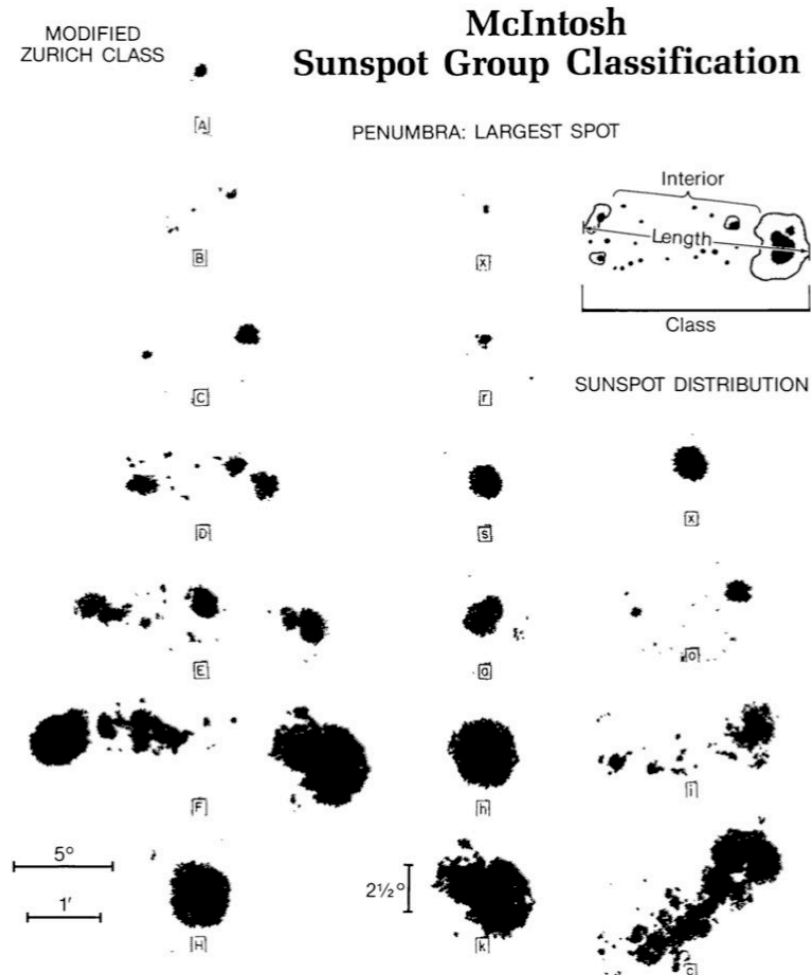 McIntosh
Sunspot Group Classification
MODIFIED
ZURICH CLASS
PENUMBRA: LARGEST SPOT
SUNSPOT DISTRIBUTION
A
B
C
D
E
F
H
5°
1'
x
r
s
a
h
k
2½°
Interior
Length
Class
x
o
i
c